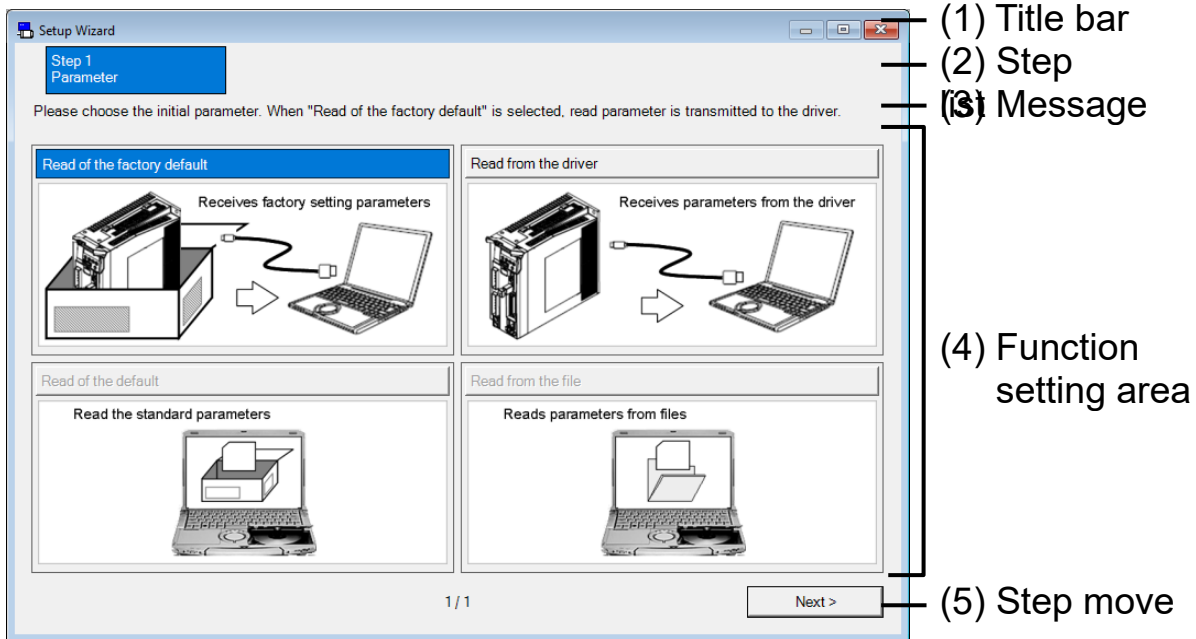 Setup Wizard
(1) Title bar
Step 1
Parameter
(2) Step
list
Please choose the initial parameter. When "Read of the factory default" is selected, read parameter is transmitted to the driver.
(3) Message
Read of the factory default
Read from the driver
Receives factory setting parameters
Receives parameters from the driver
(4) Function
setting area
Read of the default
Read from the file
Read the standard parameters
Reads parameters from files
1 / 1
Next >
(5) Step move